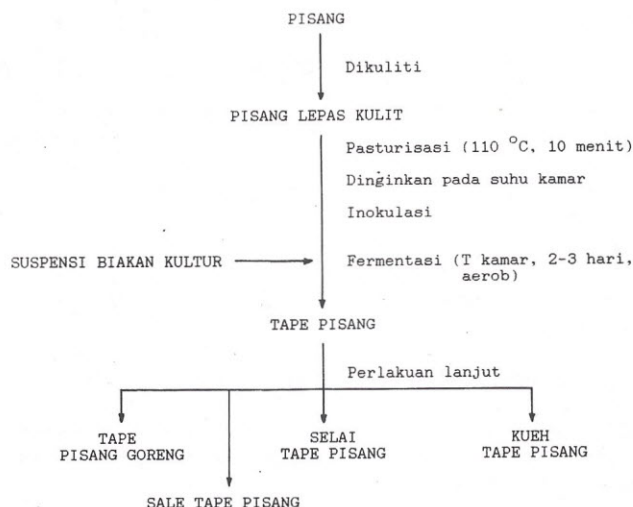 PISANG
Dikuliti
PISANG LEPAS KULIT
Pasturisasi (110 °C, 10 menit)
Dinginkan pada suhu kamar
Inokulasi
SUSPENSI BIAKAN KULTUR
Fermentasi (T kamar, 2-3 hari,
aerob)
TAPE PISANG
Perlakuan lanjut
TAPE
PISANG GORENG
SELAI
TAPE PISANG
KUEH
TAPE PISANG
SALE TAPE PISANG